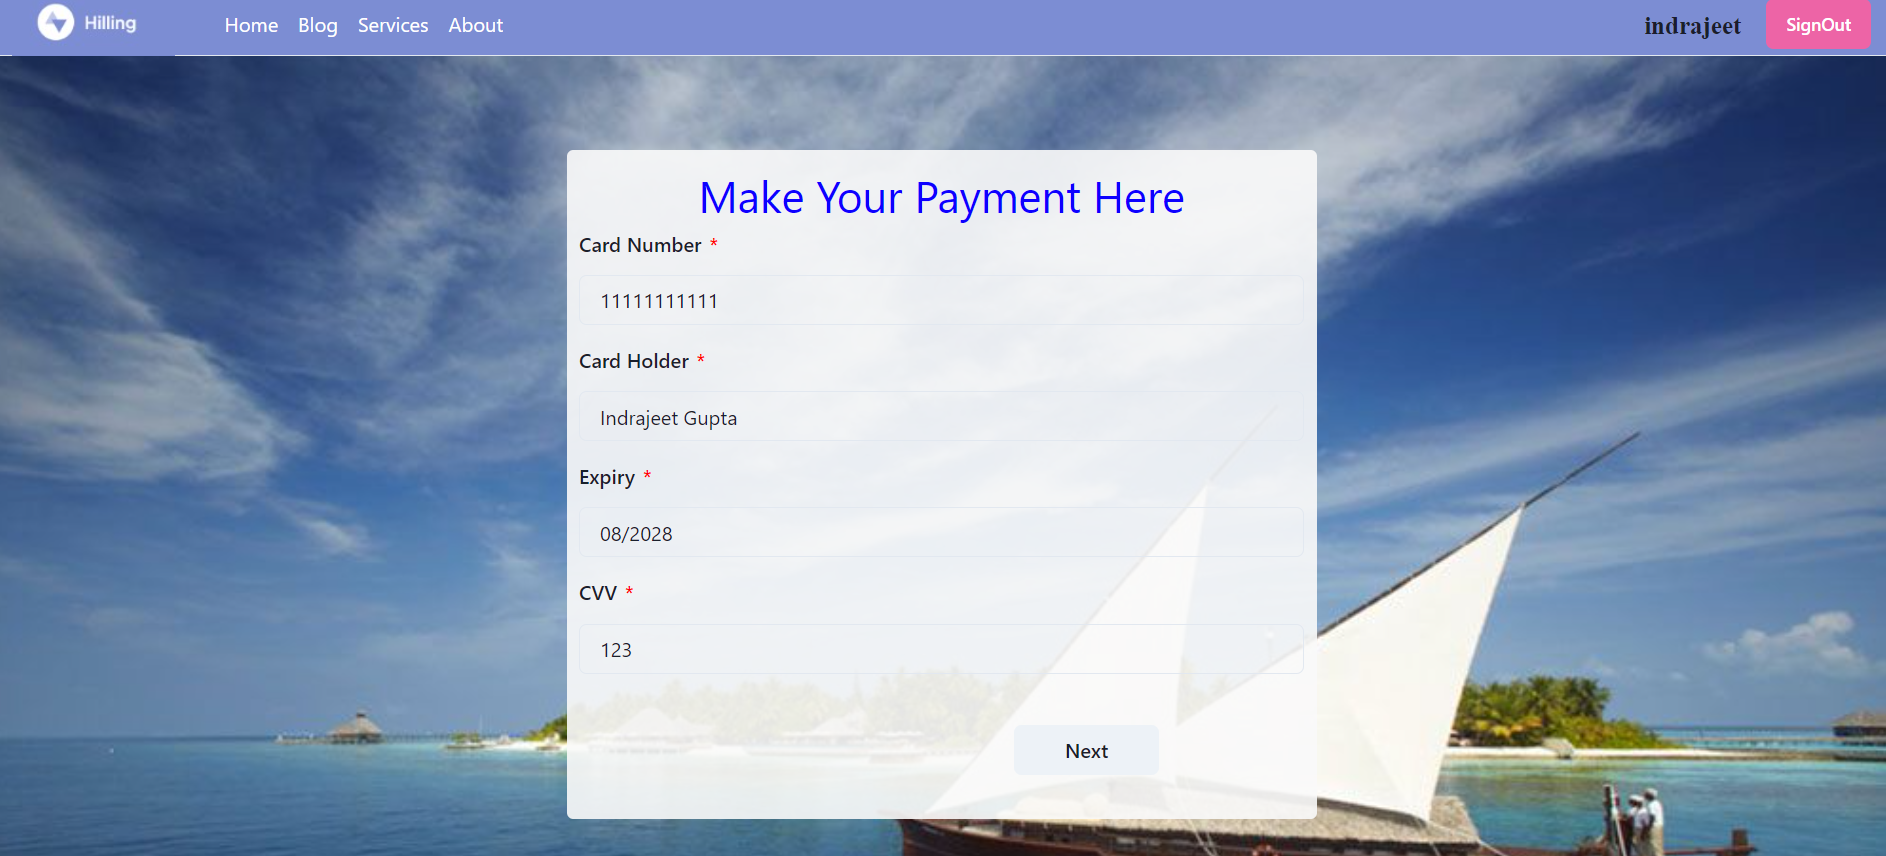 Hilling Home Blog Services About indrajeet SignOut
Make Your Payment Here
Card Number *
11111111111
Card Holder *
Indrajeet Gupta
Expiry *
08/2028
CVV *
123
Next